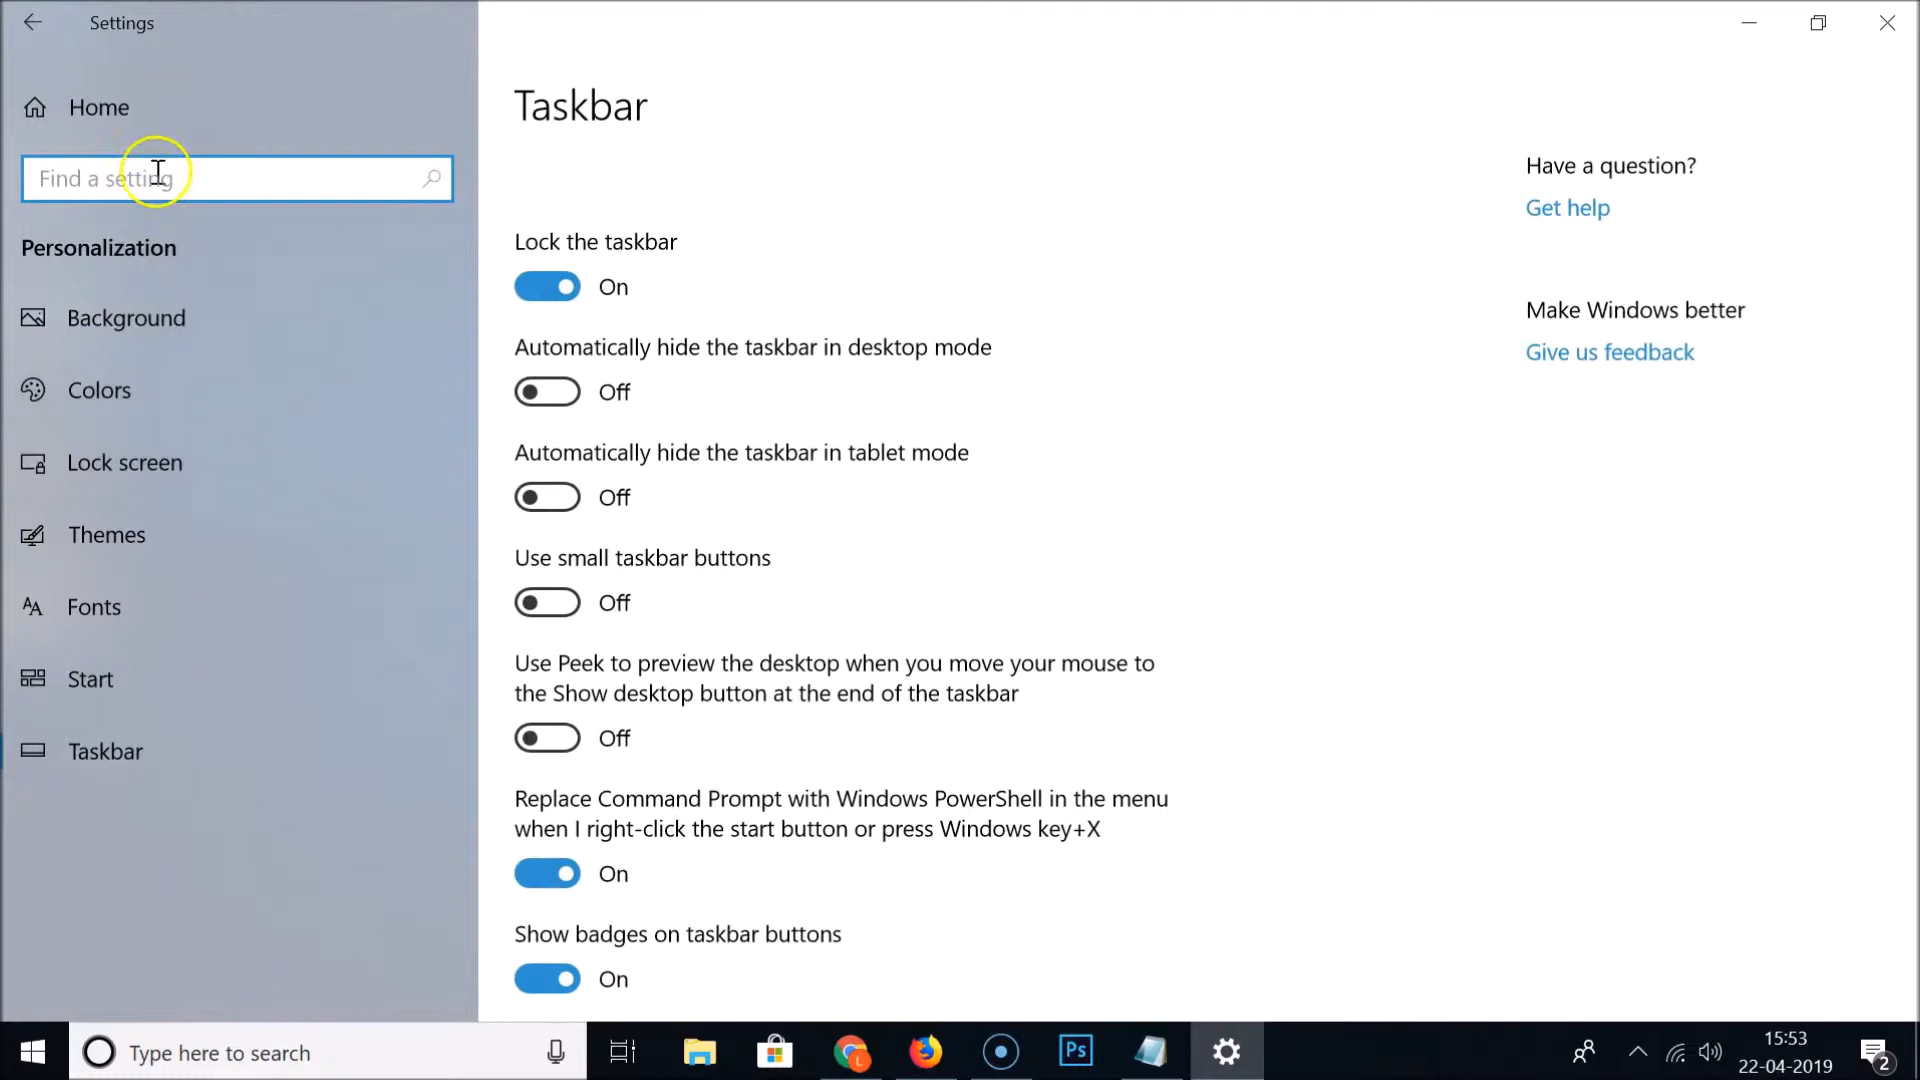 Settings
Home
Find a setting
Personalization
Background
Colors
Lock screen
Themes
Fonts
Start
Taskbar
Taskbar
Lock the taskbar
On
Automatically hide the taskbar in desktop mode
Off
Automatically hide the taskbar in tablet mode
Off
Use small taskbar buttons
Off
Use Peek to preview the desktop when you move your mouse to
the Show desktop button at the end of the taskbar
Off
Replace Command Prompt with Windows PowerShell in the menu
when I right-click the start button or press Windows key+X
On
Show badges on taskbar buttons
On
Have a question?
Get help
Make Windows better
Give us feedback
Type here to search
L
Ps
15:53
22-04-2019
2